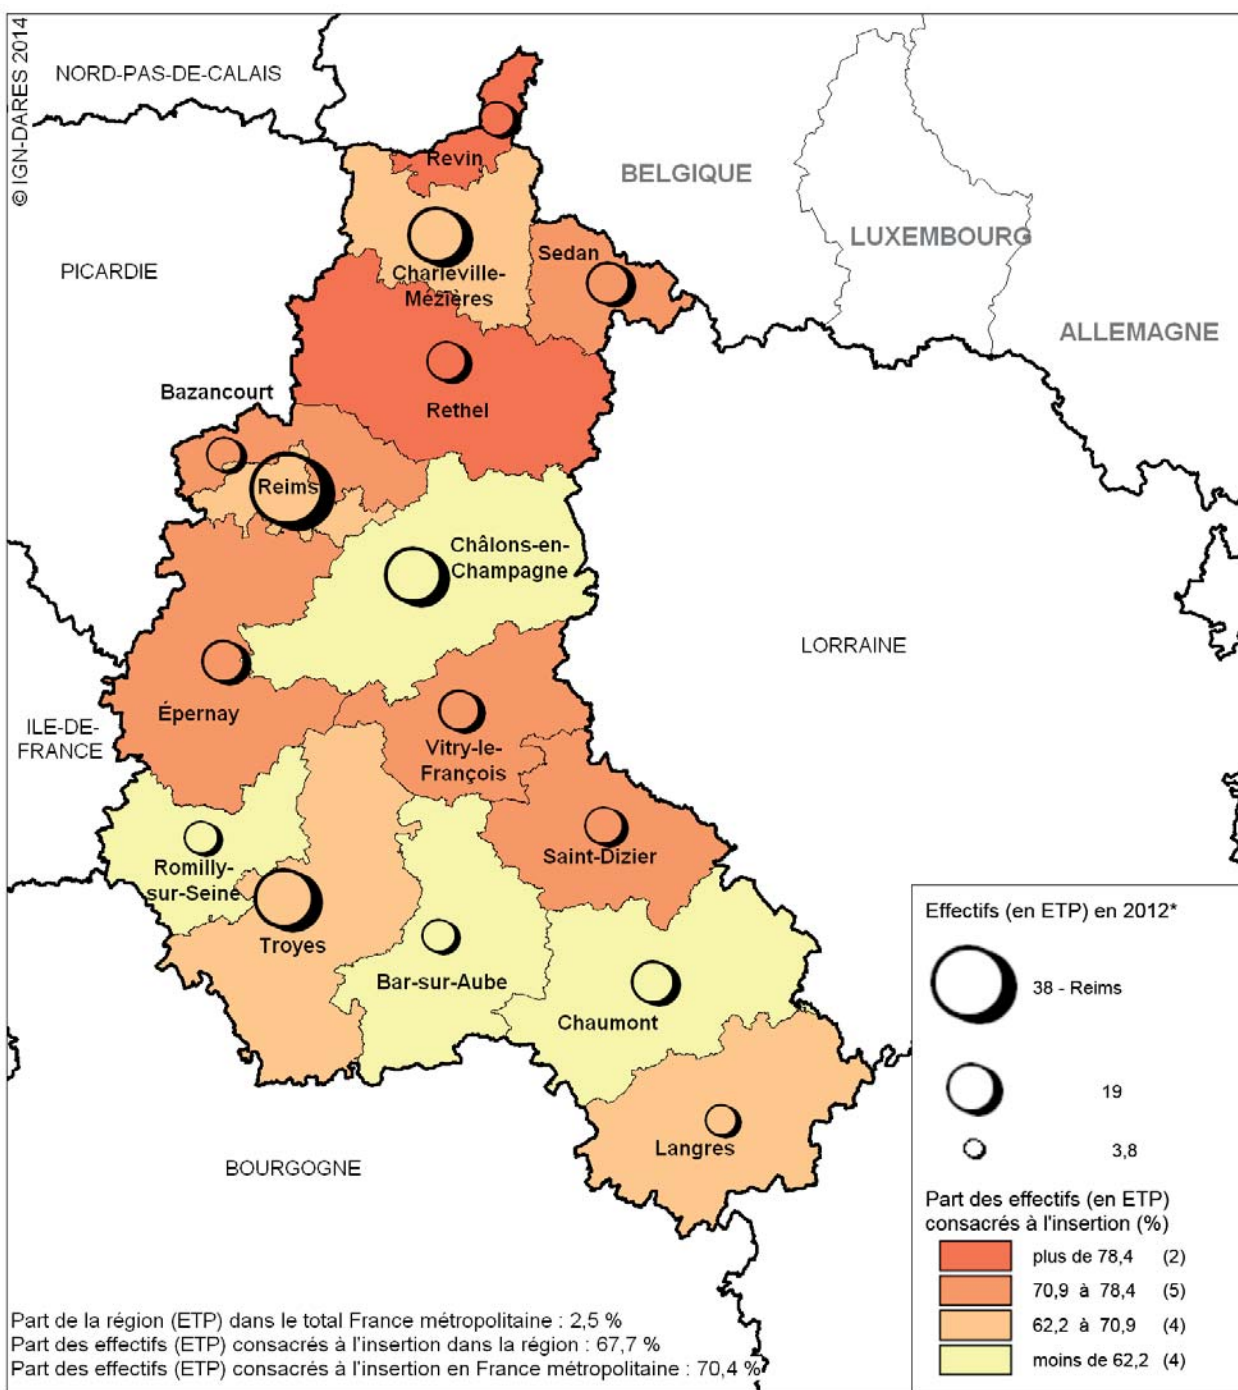 © IGN-DARES 2014
NORD-PAS-DE-CALAIS
Revin
BELGIQUE
LUXEMBOURG
Sedan
PICARDIE
Charleville-
Mézières
ALLEMAGNE
Bazancourt
Rethel
Reims
Châlons-en-
Champagne
LORRAINE
Épernay
ILE-DE-
FRANCE
Vitry-le-
François
Saint-Dizier
Romilly-
sur-Seine
Troyes
Bar-sur-Aube
Chaumont
Langres
BOURGOGNE
Effectifs (en ETP) en 2012*
38 - Reims
19
3,8
Part des effectifs (en ETP)
consacrés à l'insertion (%)
plus de 78,4 (2)
70,9 à 78,4 (5)
62,2 à 70,9 (4)
moins de 62,2 (4)
Part de la région (ETP) dans le total France métropolitaine : 2,5 %
Part des effectifs (ETP) consacrés à l'insertion dans la région : 67,7 %
Part des effectifs (ETP) consacrés à l'insertion en France métropolitaine : 70,4 %